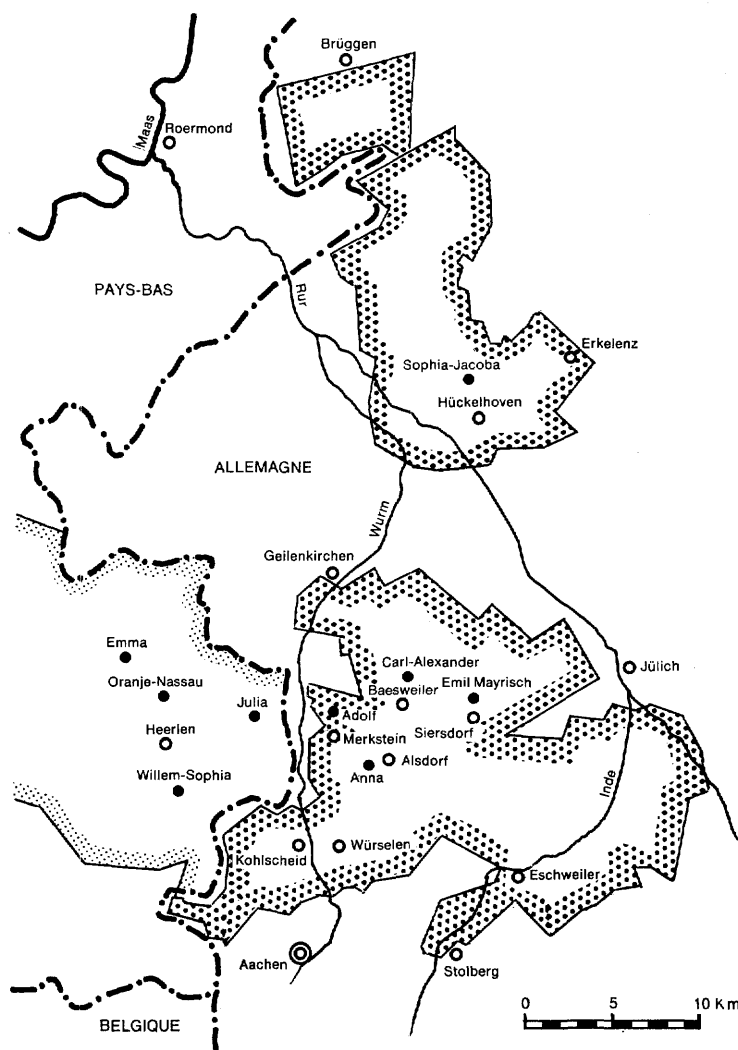 Brüggen
Maas
Roermond
PAYS-BAS
Rur
Erkelenz
Sophia-Jacoba
Hückelhoven
ALLEMAGNE
Wurm
Geilenkirchen
Emma
Carl-Alexander
Jülich
Oranje-Nassau
Baesweiler
Emil Mayrisch
Julia
Adolf
Heerlen
Merkstein
Siersdorf
Alsdorf
Willem-Sophia
Anna
Inde
Kohlscheid
Würselen
Eschweiler
Aachen
Stolberg
0 5 10 Km
BELGIQUE